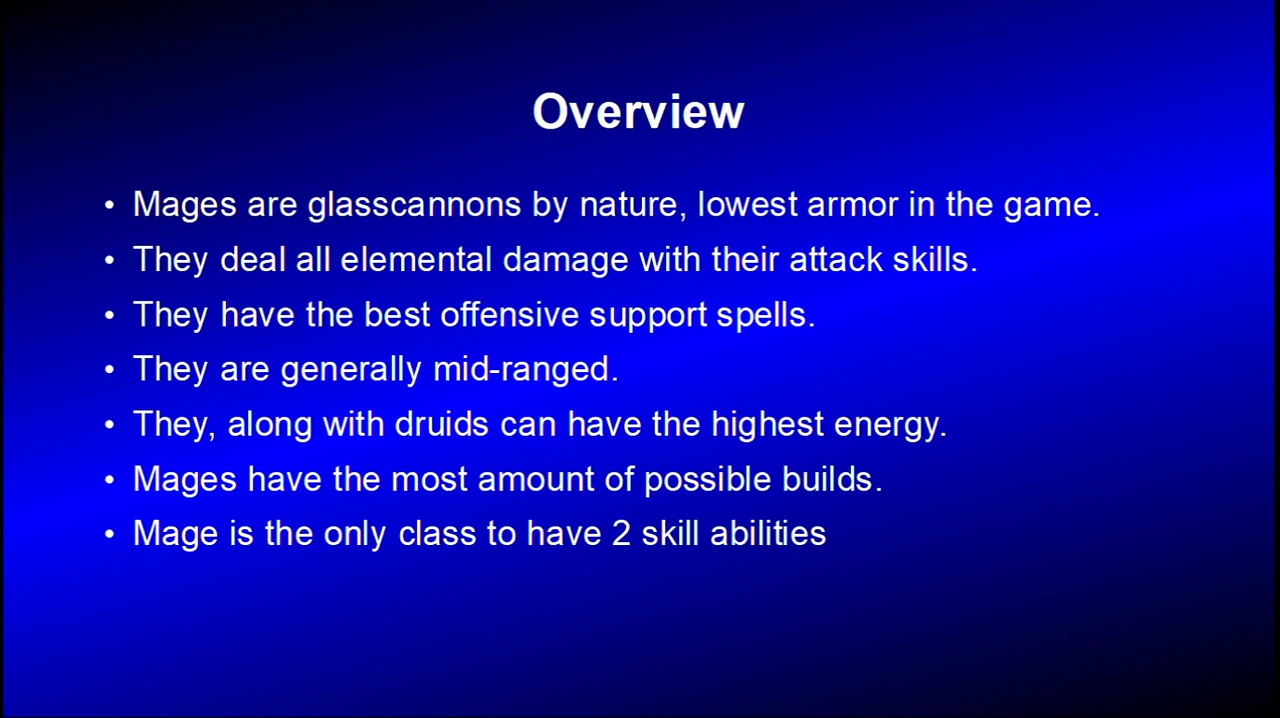 Overview
• Mages are glasscannons by nature, lowest armor in the game.
• They deal all elemental damage with their attack skills.
• They have the best offensive support spells.
• They are generally mid-ranged.
• They, along with druids can have the highest energy.
• Mages have the most amount of possible builds.
• Mage is the only class to have 2 skill abilities